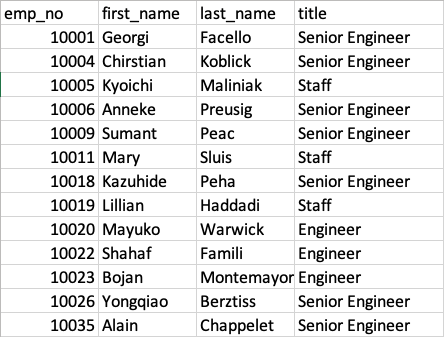 emp_no first_name last_name title
10001 Georgi Facello Senior Engineer
10004 Chirstian Koblick Senior Engineer
10005 Kyoichi Maliniak Staff
10006 Anneke Preusig Senior Engineer
10009 Sumant Peac Senior Engineer
10011 Mary Sluis Staff
10018 Kazuhide Peha Senior Engineer
10019 Lillian Haddadi Staff
10020 Mayuko Warwick Engineer
10022 Shahaf Famili Engineer
10023 Bojan Montemayor Engineer
10026 Yongqiao Berztiss Senior Engineer
10035 Alain Chappelet Senior Engineer